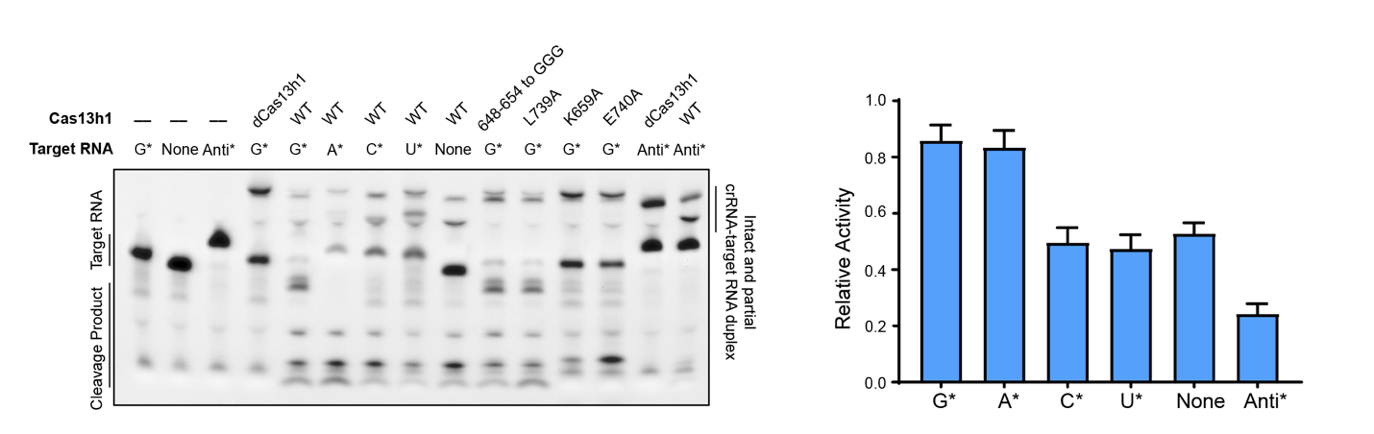 Cas13h1 — — — dCas13h1 WT WT WT WT WT 648-654 to GGG L739A K659A E740A dCas13h1 WT
Target RNA G* None Anti* G* G* A* C* U* None G* G* G* G* Anti* Anti*
Target RNA
Cleavage Product
Intact and partial
crRNA-target RNA duplex
Relative Activity
1.0
0.8
0.6
0.4
0.2
0.0
G* A* C* U* None Anti*